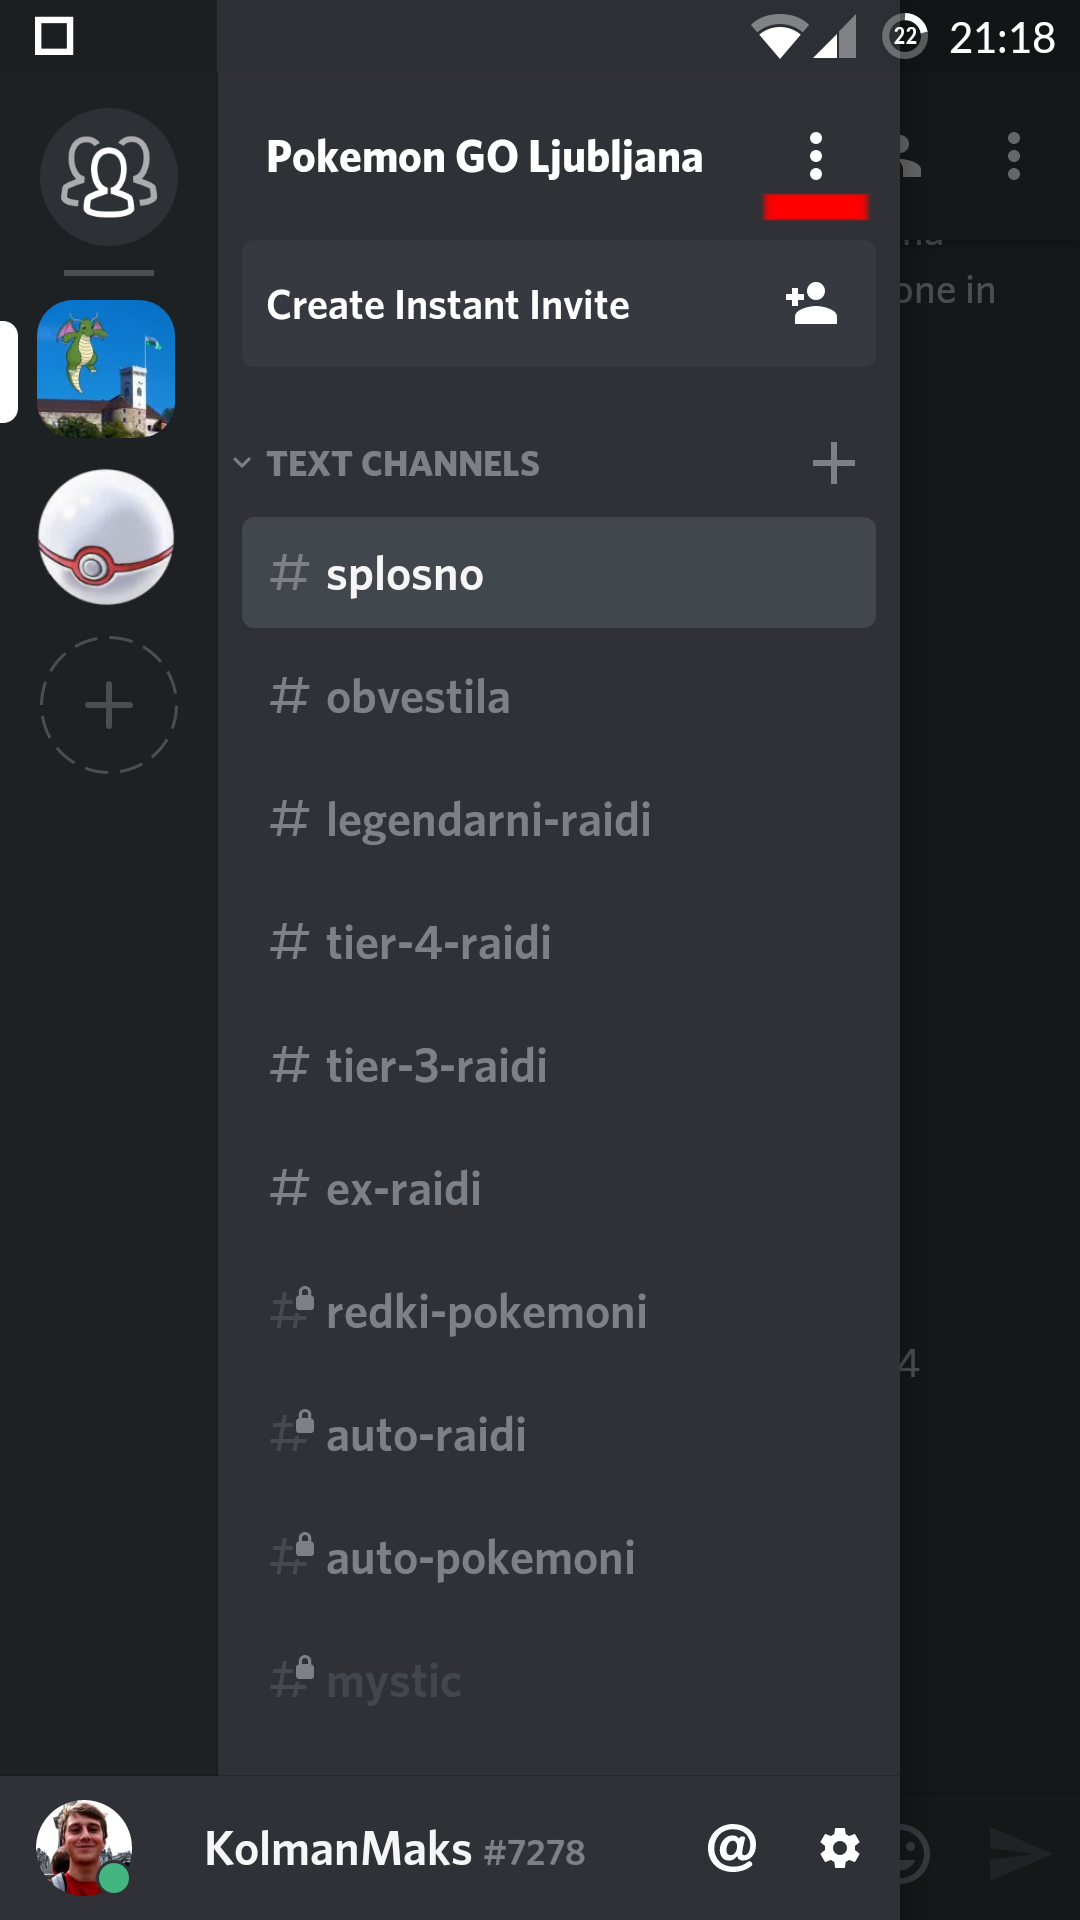 22 21:18
Pokemon GO Ljubljana
Create Instant Invite
one in
TEXT CHANNELS
# splosno
# obvestila
# legendarni-raidi
# tier-4-raidi
# tier-3-raidi
# ex-raidi
# redki-pokemoni
4
# auto-raidi
# auto-pokemoni
# mystic
KolmanMaks #7278